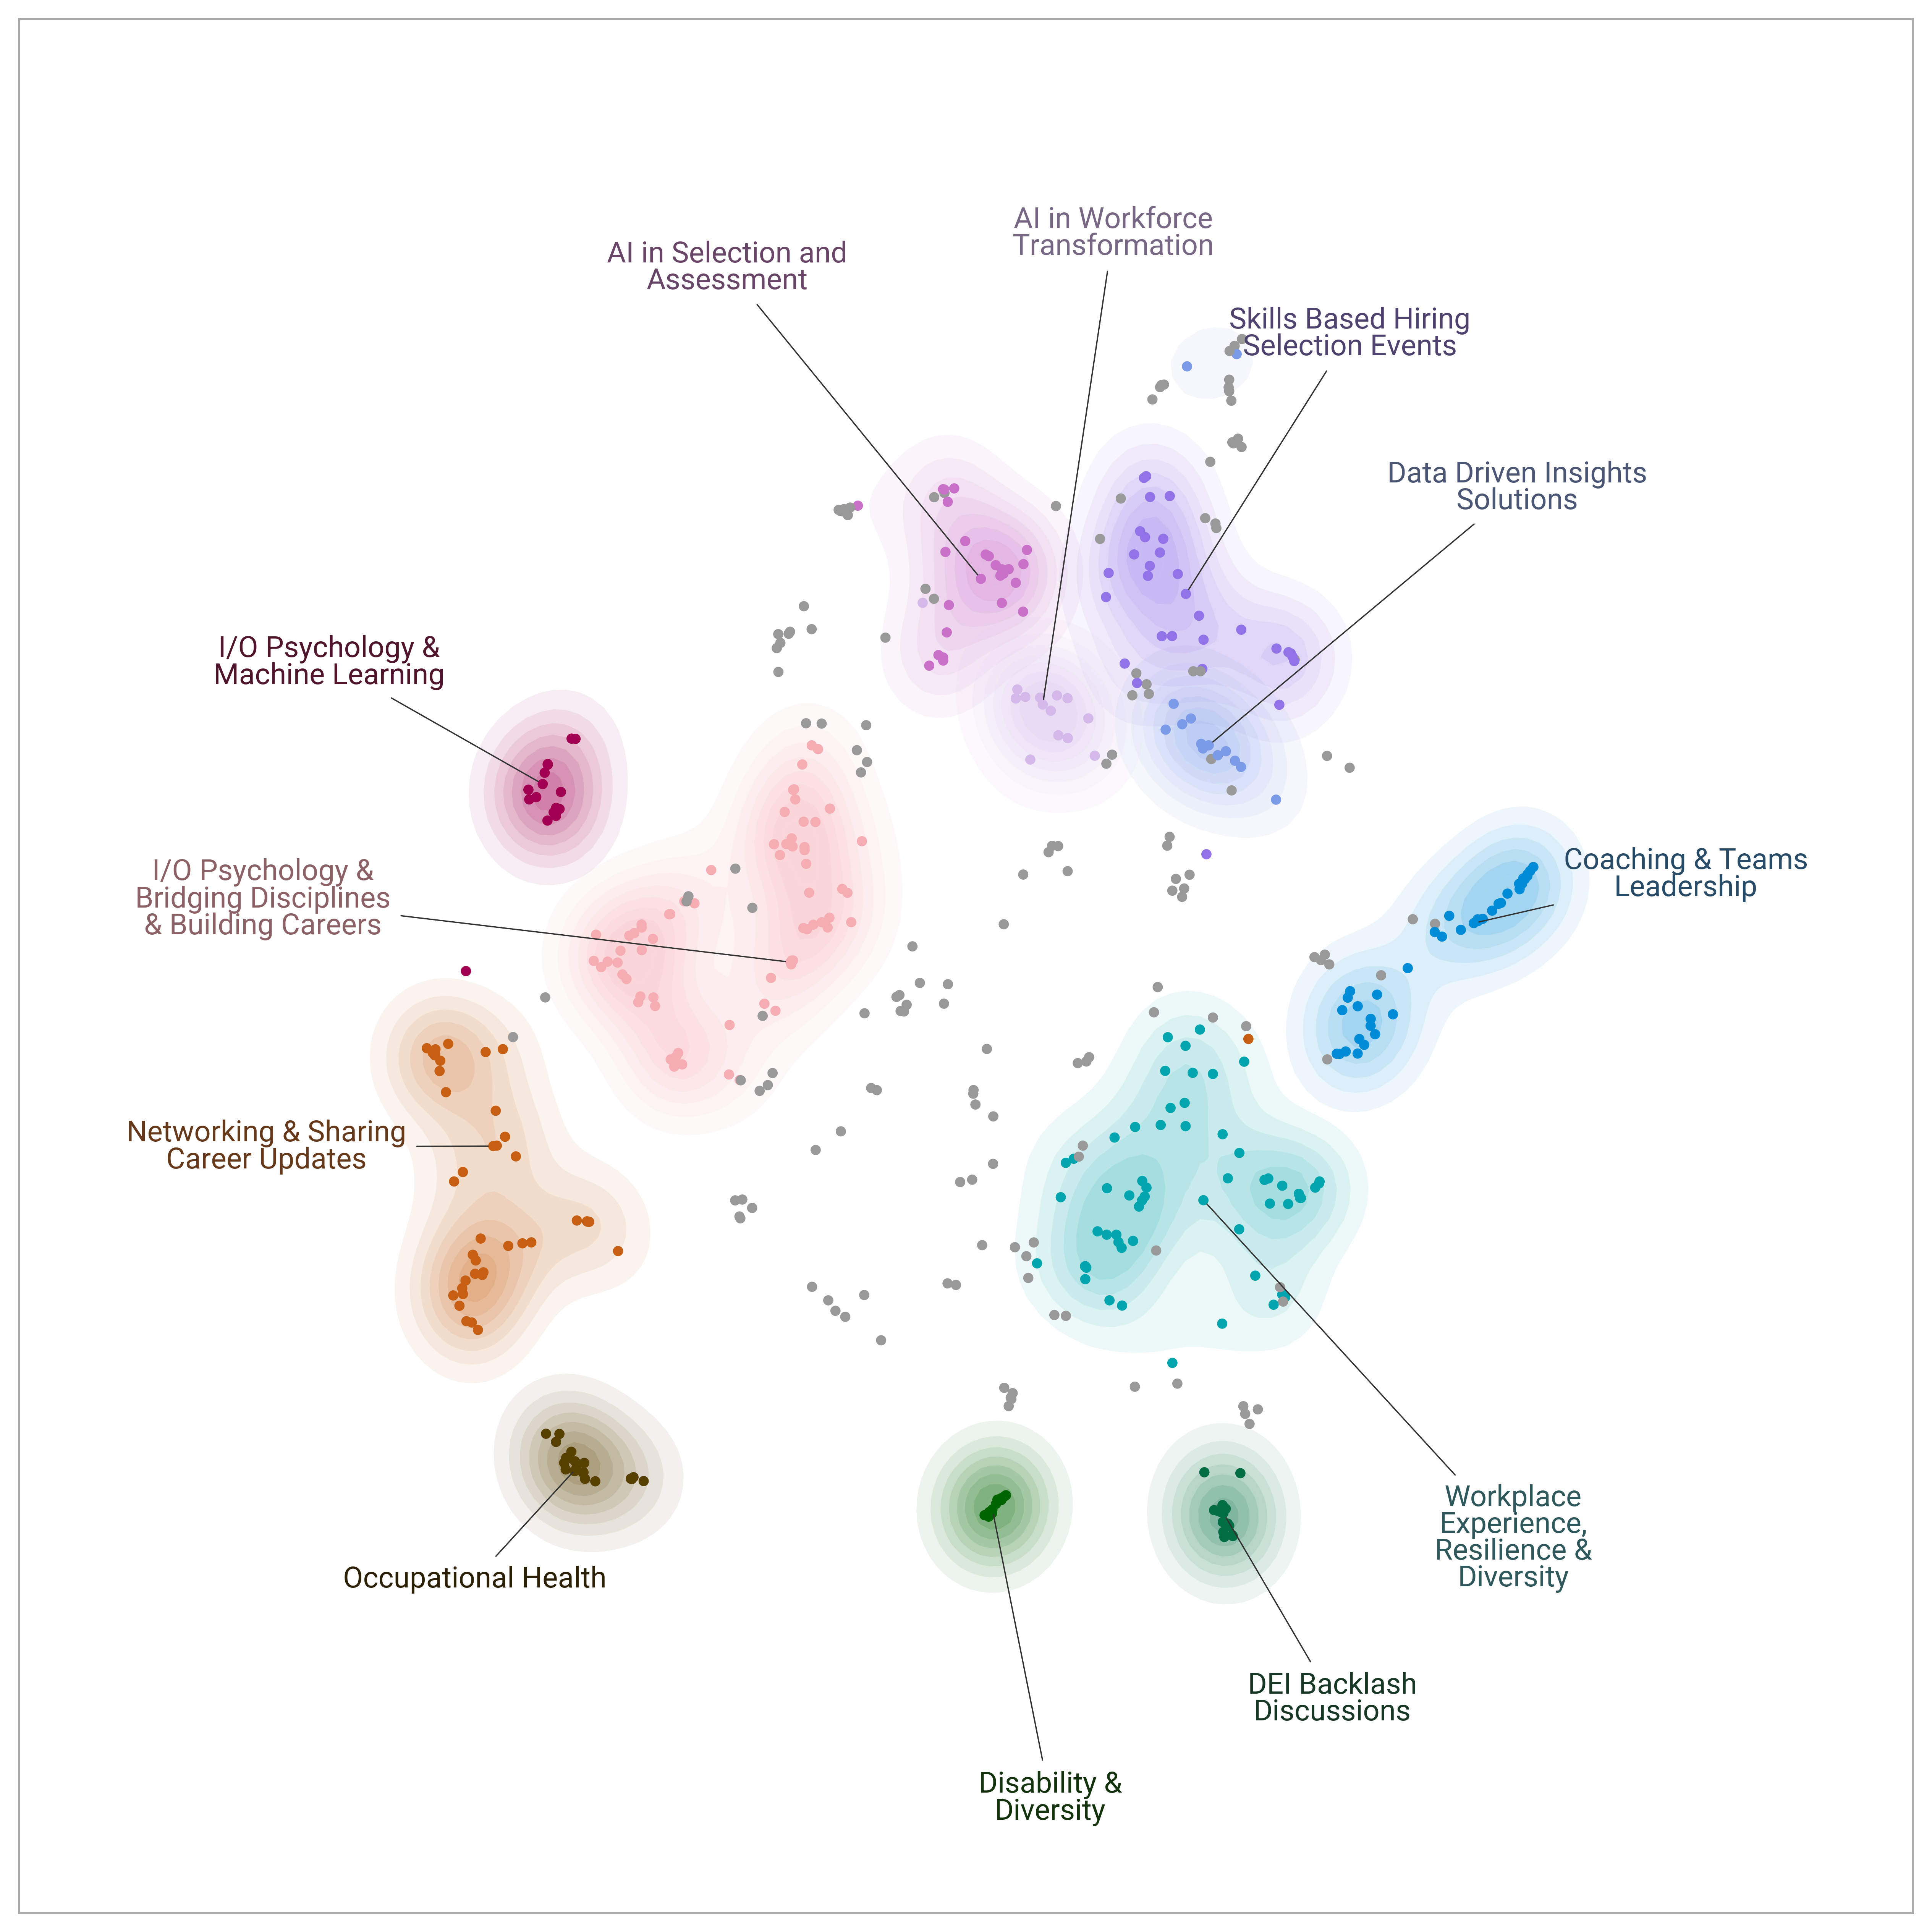 AI in Workforce
Transformation
AI in Selection and
Assessment
Skills Based Hiring
Selection Events
Data Driven Insights
Solutions
I/O Psychology &
Machine Learning
I/O Psychology &
Bridging Disciplines
& Building Careers
Coaching & Teams
Leadership
Networking & Sharing
Career Updates
Workplace
Experience,
Resilience &
Diversity
Occupational Health
DEI Backlash
Discussions
Disability &
Diversity